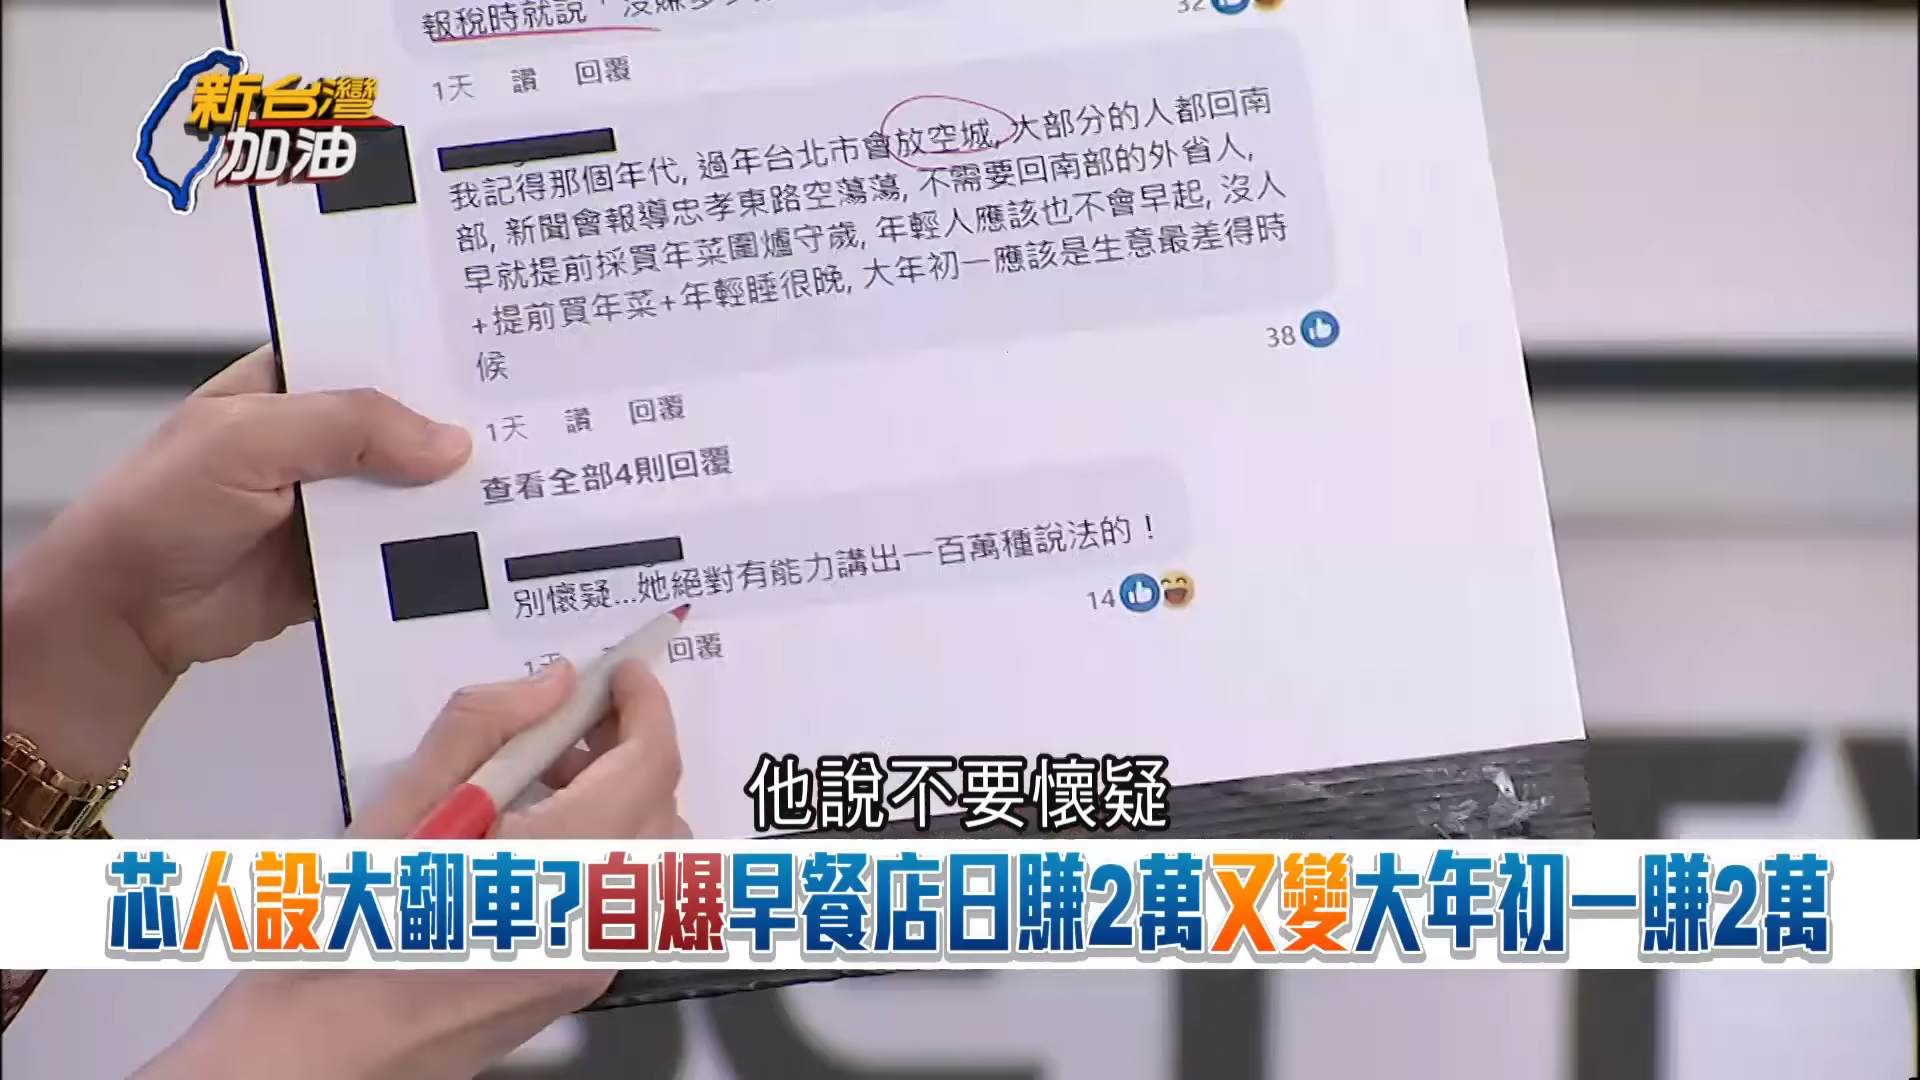 報稅時就說
32
1天 讚 回覆
新台灣
加油
我記得那個年代, 過年台北市會放空城, 大部分的人都回南
部, 新聞會報導忠孝東路空蕩蕩, 不需要回南部的外省人,
早就提前採買年菜圍爐守歲, 年輕人應該也不會早起, 沒人
+提前買年菜+年輕睡很晚, 大年初一應該是生意最差得時
候
38
1天 讚 回覆
查看全部4則回覆
別懷疑...她絕對有能力講出一百萬種說法的！
14
1天 回覆
他說不要懷疑
芯人設大翻車?自爆早餐店日賺2萬又變大年初一賺2萬